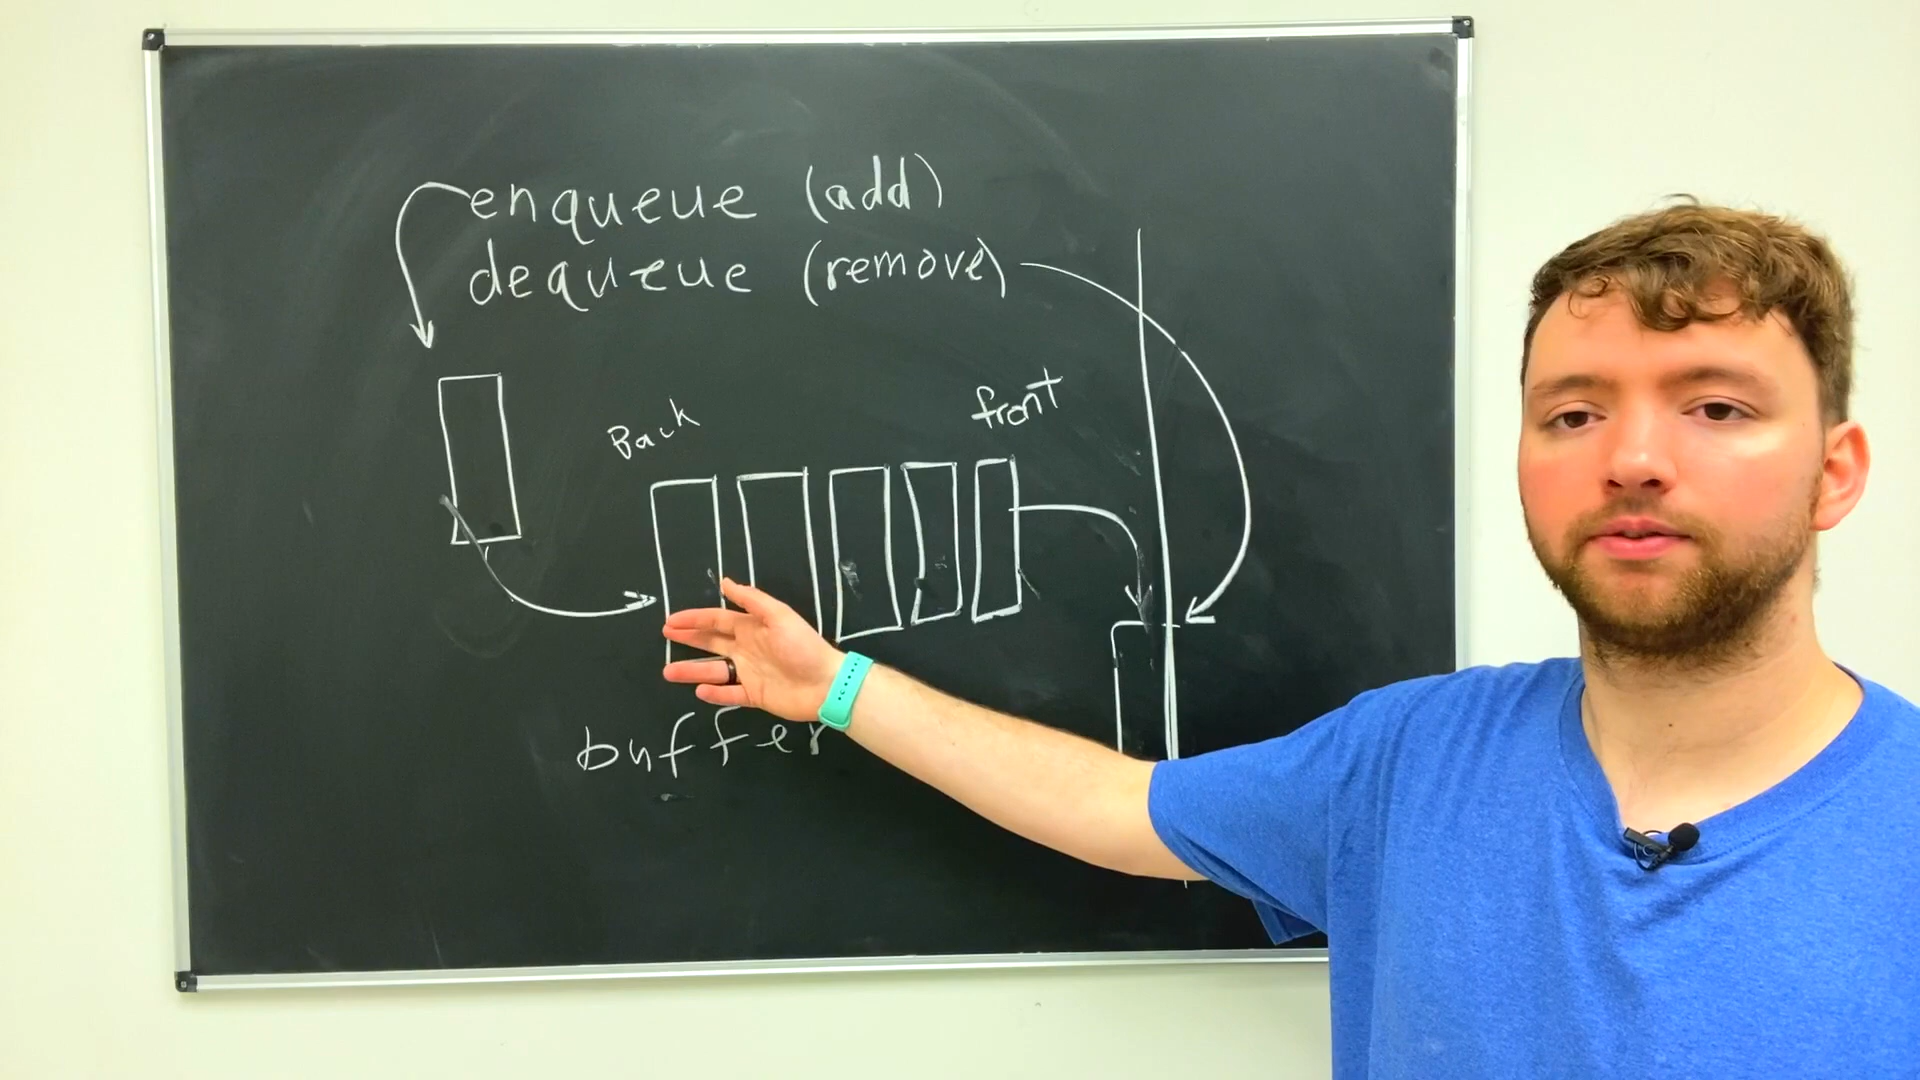 enqueue (add)
dequeue (remove)
Back
front
buffer